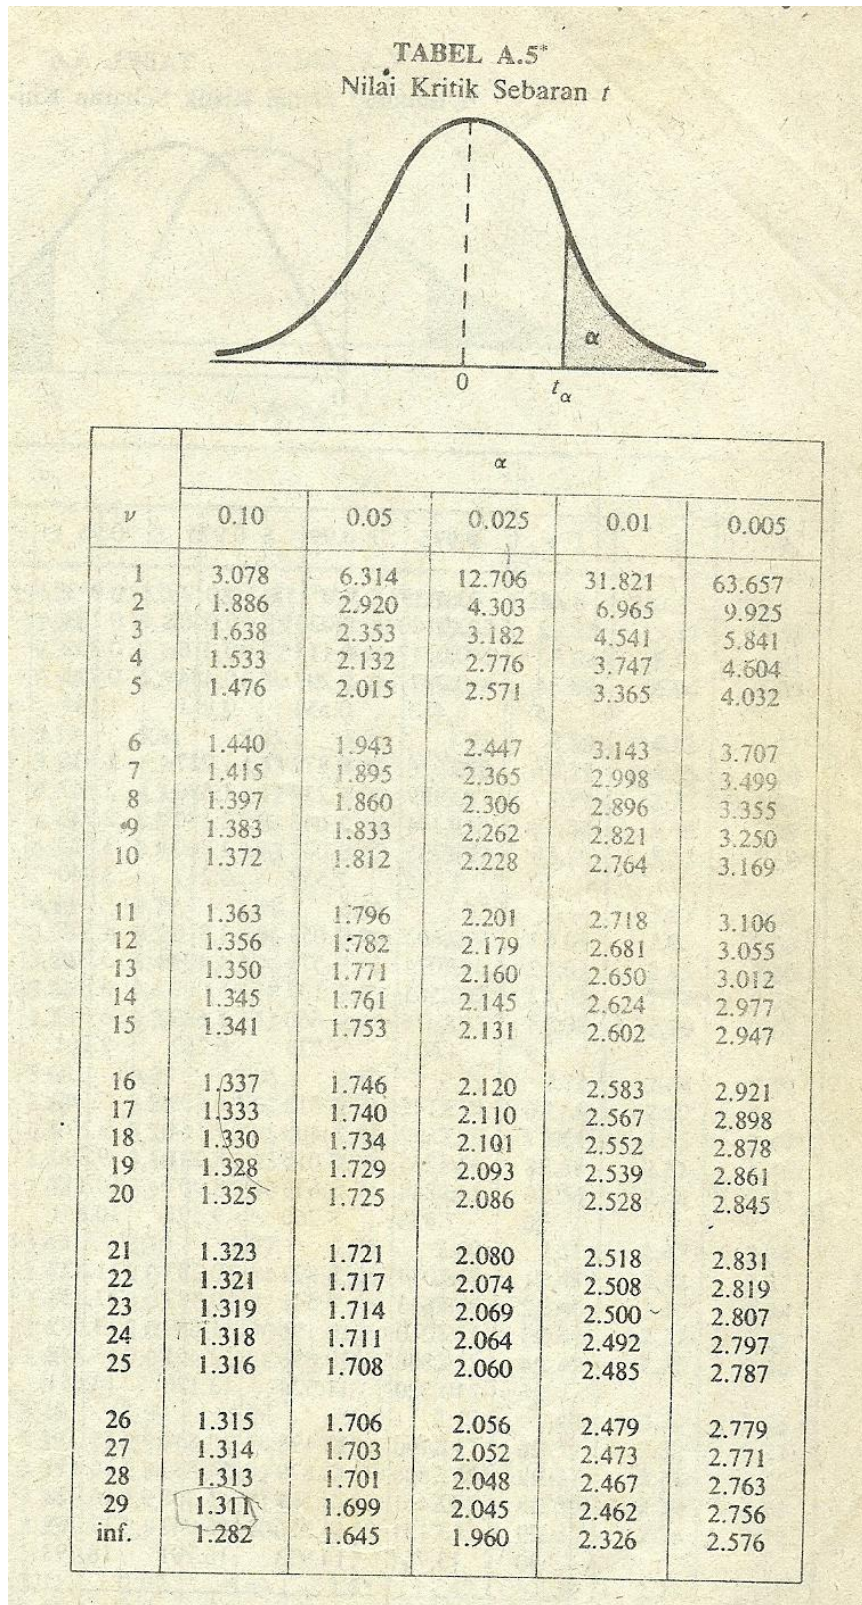 TABEL A.5*
Nilai Kritik Sebaran t
α
0 tα
α
ν 0.10 0.05 0.025 0.01 0.005
1 3.078 6.314 12.706 31.821 63.657
2 1.886 2.920 4.303 6.965 9.925
3 1.638 2.353 3.182 4.541 5.841
4 1.533 2.132 2.776 3.747 4.604
5 1.476 2.015 2.571 3.365 4.032
6 1.440 1.943 2.447 3.143 3.707
7 1.415 1.895 2.365 2.998 3.499
8 1.397 1.860 2.306 2.896 3.355
9 1.383 1.833 2.262 2.821 3.250
10 1.372 1.812 2.228 2.764 3.169
11 1.363 1.796 2.201 2.718 3.106
12 1.356 1.782 2.179 2.681 3.055
13 1.350 1.771 2.160 2.650 3.012
14 1.345 1.761 2.145 2.624 2.977
15 1.341 1.753 2.131 2.602 2.947
16 1.337 1.746 2.120 2.583 2.921
17 1.333 1.740 2.110 2.567 2.898
18 1.330 1.734 2.101 2.552 2.878
19 1.328 1.729 2.093 2.539 2.861
20 1.325 1.725 2.086 2.528 2.845
21 1.323 1.721 2.080 2.518 2.831
22 1.321 1.717 2.074 2.508 2.819
23 1.319 1.714 2.069 2.500 2.807
24 1.318 1.711 2.064 2.492 2.797
25 1.316 1.708 2.060 2.485 2.787
26 1.315 1.706 2.056 2.479 2.779
27 1.314 1.703 2.052 2.473 2.771
28 1.313 1.701 2.048 2.467 2.763
29 1.311 1.699 2.045 2.462 2.756
inf. 1.282 1.645 1.960 2.326 2.576